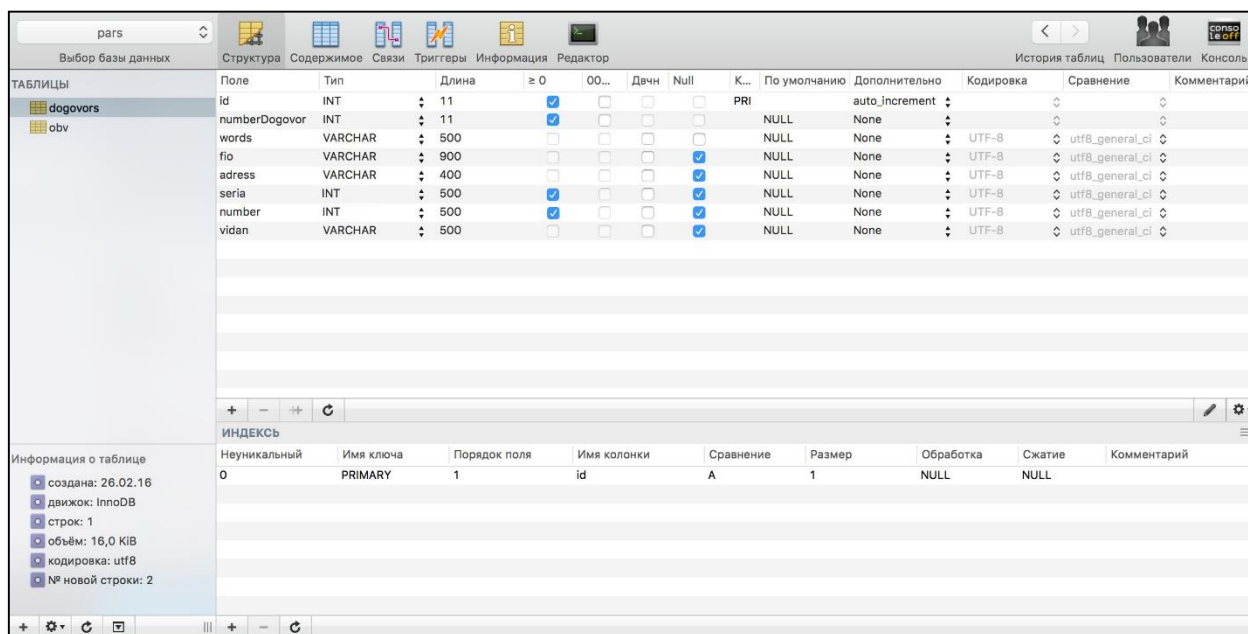 pars
Выбор базы данных
Структура Содержимое Связи Триггеры Информация Редактор
История таблиц Пользователи Консоль
conso
le off
ТАБЛИЦЫ
dogovors
obv
Поле Тип Длина ≥ 0 00... Двчн Null К... По умолчанию Дополнительно Кодировка Сравнение Комментарий
id INT 11 PRI auto_increment
numberDogovor INT 11 NULL None
words VARCHAR 500 NULL None UTF-8 utf8_general_ci
fio VARCHAR 900 NULL None UTF-8 utf8_general_ci
adress VARCHAR 400 NULL None UTF-8 utf8_general_ci
seria INT 500 NULL None UTF-8 utf8_general_ci
number INT 500 NULL None UTF-8 utf8_general_ci
vidan VARCHAR 500 NULL None UTF-8 utf8_general_ci
ИНДЕКСЬ
Неуникальный Имя ключа Порядок поля Имя колонки Сравнение Размер Обработка Сжатие Комментарий
0 PRIMARY 1 id A 1 NULL NULL
Информация о таблице
создана: 26.02.16
движок: InnoDB
строк: 1
объём: 16,0 KiB
кодировка: utf8
№ новой строки: 2